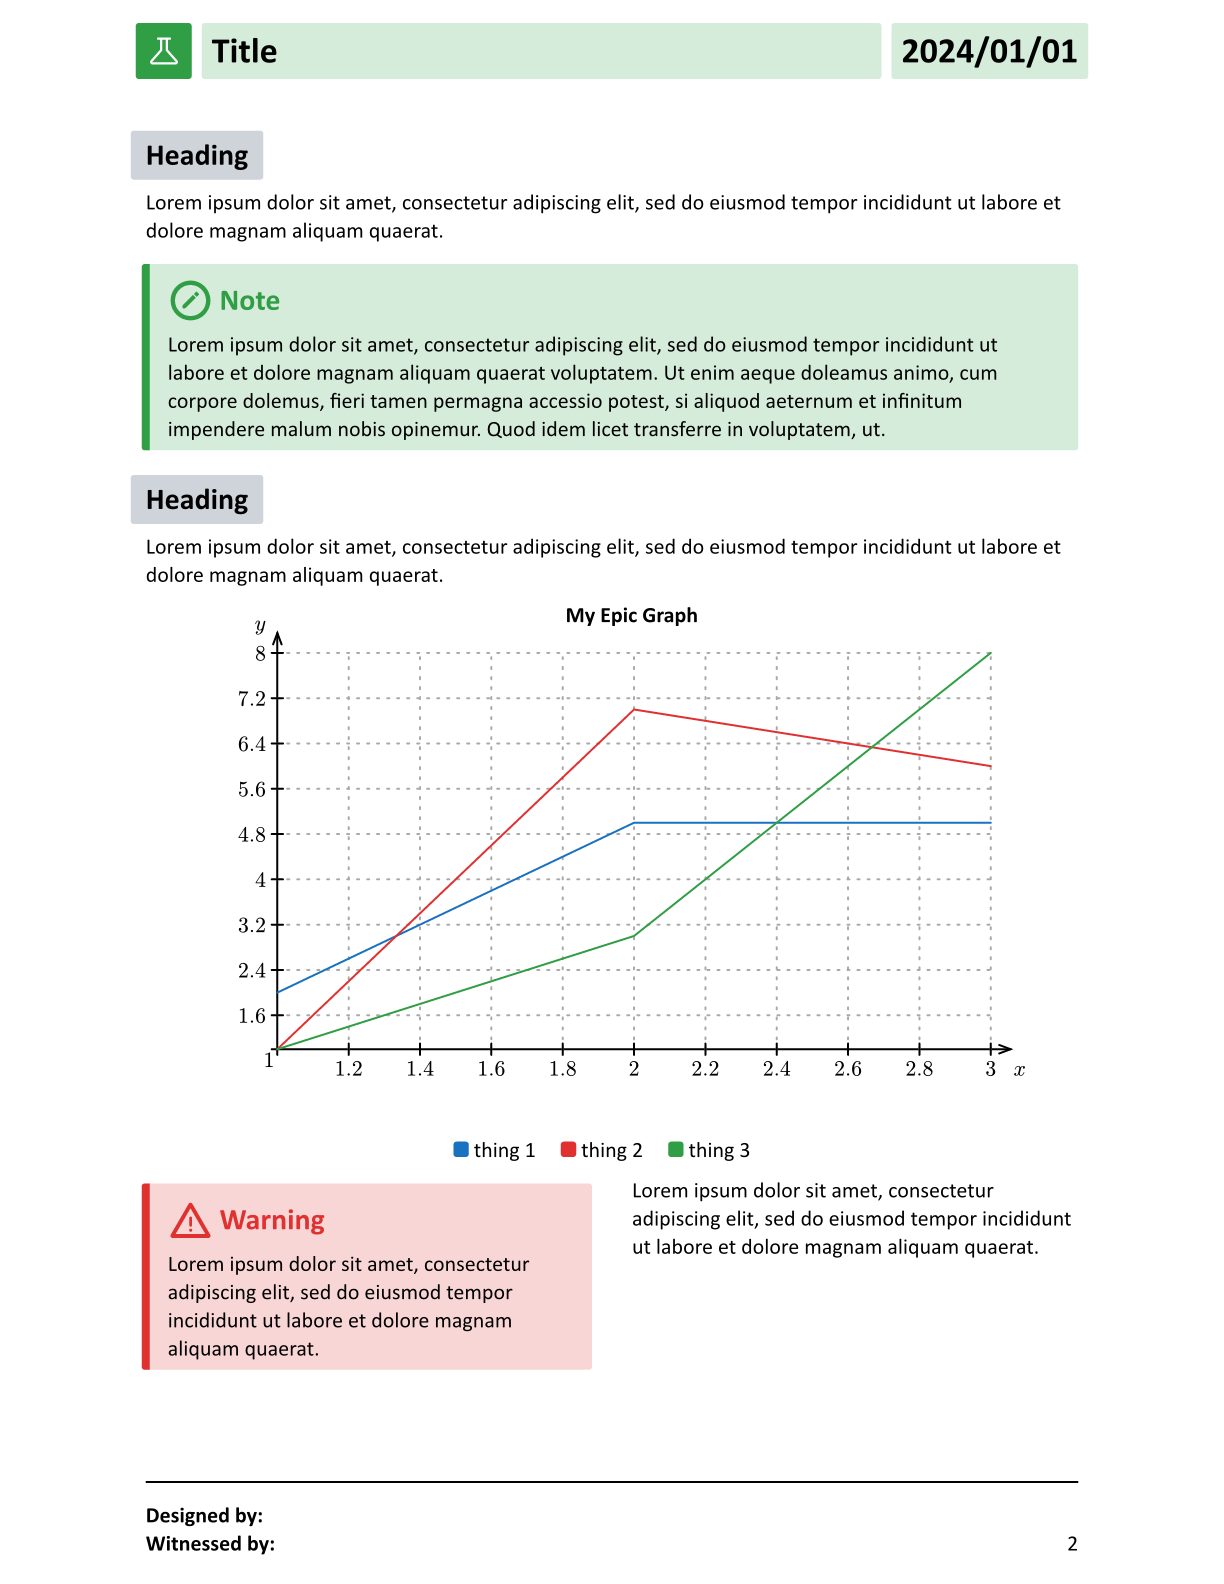 Title
2024/01/01
Heading
Lorem ipsum dolor sit amet, consectetur adipiscing elit, sed do eiusmod tempor incididunt ut labore et
dolore magnam aliquam quaerat.
Note
Lorem ipsum dolor sit amet, consectetur adipiscing elit, sed do eiusmod tempor incididunt ut
labore et dolore magnam aliquam quaerat voluptatem. Ut enim aeque doleamus animo, cum
corpore dolemus, fieri tamen permagna accessio potest, si aliquod aeternum et infinitum
impendere malum nobis opinemur. Quod idem licet transferre in voluptatem, ut.
Heading
Lorem ipsum dolor sit amet, consectetur adipiscing elit, sed do eiusmod tempor incididunt ut labore et
dolore magnam aliquam quaerat.
My Epic Graph
y
8
7.2
6.4
5.6
4.8
4
3.2
2.4
1.6
1
1.2 1.4 1.6 1.8 2 2.2 2.4 2.6 2.8 3 x
thing 1 thing 2 thing 3
Warning
Lorem ipsum dolor sit amet, consectetur
adipiscing elit, sed do eiusmod tempor
incididunt ut labore et dolore magnam
aliquam quaerat.
Lorem ipsum dolor sit amet, consectetur
adipiscing elit, sed do eiusmod tempor incididunt
ut labore et dolore magnam aliquam quaerat.
Designed by:
Witnessed by:
2